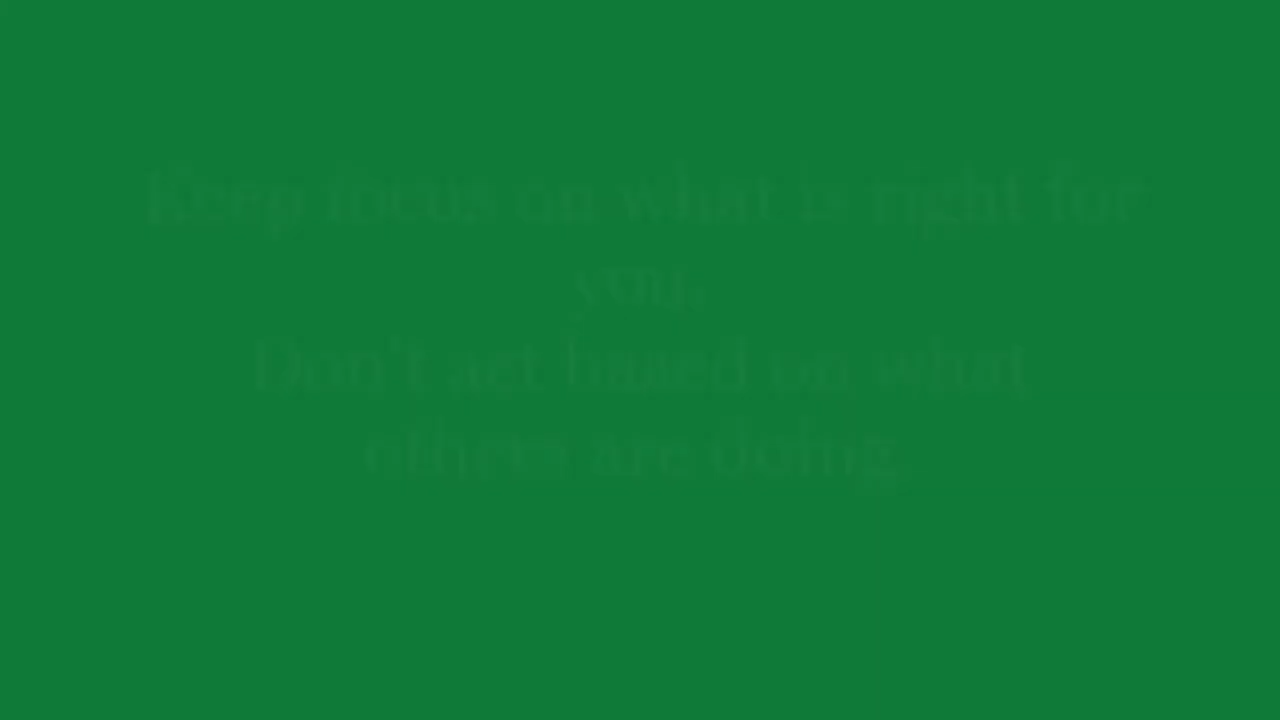 Keep focus on what is right for
you.
Don't act based on what
others are doing.